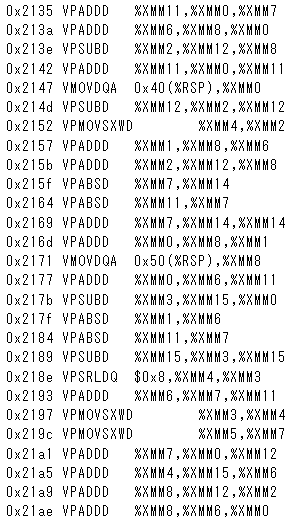 0x2135 VPADDD %XMM11,%XMM0,%XMM7
0x213a VPADDD %XMM6,%XMM8,%XMM0
0x213e VPSUBD %XMM2,%XMM12,%XMM8
0x2142 VPADDD %XMM11,%XMM0,%XMM11
0x2147 VMOVDQA 0x40(%RSP),%XMM0
0x214d VPSUBD %XMM12,%XMM2,%XMM12
0x2152 VPMOVSXWD %XMM4,%XMM2
0x2157 VPADDD %XMM1,%XMM8,%XMM6
0x215b VPADDD %XMM2,%XMM12,%XMM8
0x215f VPABSD %XMM7,%XMM14
0x2164 VPABSD %XMM11,%XMM7
0x2169 VPADDD %XMM7,%XMM14,%XMM14
0x216d VPADDD %XMM0,%XMM8,%XMM1
0x2171 VMOVDQA 0x50(%RSP),%XMM8
0x2177 VPADDD %XMM0,%XMM6,%XMM11
0x217b VPSUBD %XMM3,%XMM15,%XMM0
0x217f VPABSD %XMM1,%XMM6
0x2184 VPABSD %XMM11,%XMM7
0x2189 VPSUBD %XMM15,%XMM3,%XMM15
0x218e VPSRLDQ $0x8,%XMM4,%XMM3
0x2193 VPADDD %XMM6,%XMM7,%XMM11
0x2197 VPMOVSXWD %XMM3,%XMM4
0x219c VPMOVSXWD %XMM5,%XMM7
0x21a1 VPADDD %XMM7,%XMM0,%XMM12
0x21a5 VPADDD %XMM4,%XMM15,%XMM6
0x21a9 VPADDD %XMM8,%XMM12,%XMM2
0x21ae VPADDD %XMM8,%XMM6,%XMM0